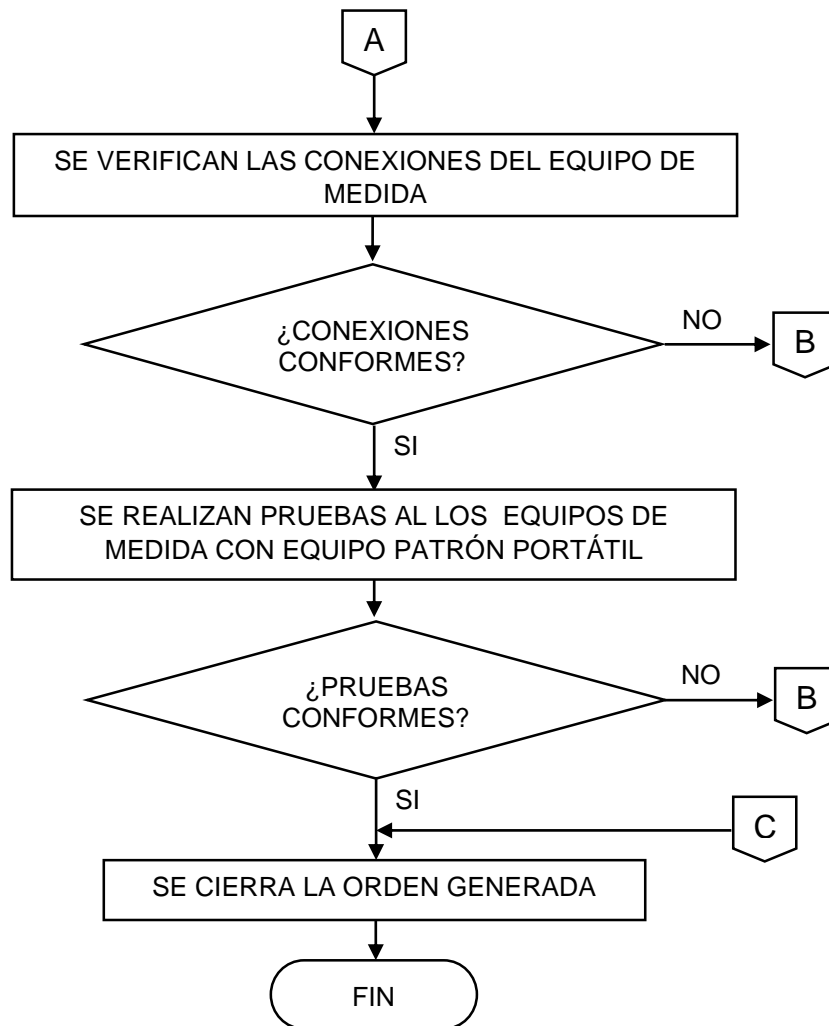 A
SE VERIFICAN LAS CONEXIONES DEL EQUIPO DE
MEDIDA
¿CONEXIONES
CONFORMES?
NO
B
SI
SE REALIZAN PRUEBAS AL LOS EQUIPOS DE
MEDIDA CON EQUIPO PATRÓN PORTÁTIL
¿PRUEBAS
CONFORMES?
NO
B
SI
C
SE CIERRA LA ORDEN GENERADA
FIN